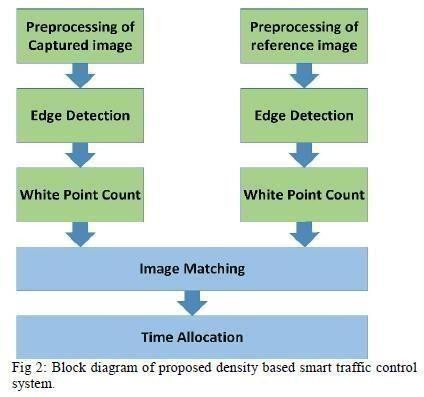 Preprocessing of
Captured image
Preprocessing of
reference image
Edge Detection
Edge Detection
White Point Count
White Point Count
Image Matching
Time Allocation
Fig 2: Block diagram of proposed density based smart traffic control
system.